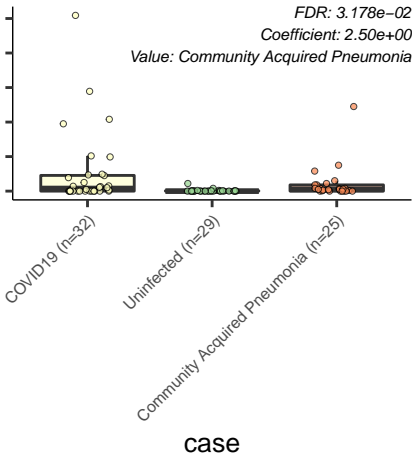 FDR: 3.178e−02
Coefficient: 2.50e+00
Value: Community Acquired Pneumonia
COVID19 (n=32)
Uninfected (n=29)
Community Acquired Pneumonia (n=25)
case